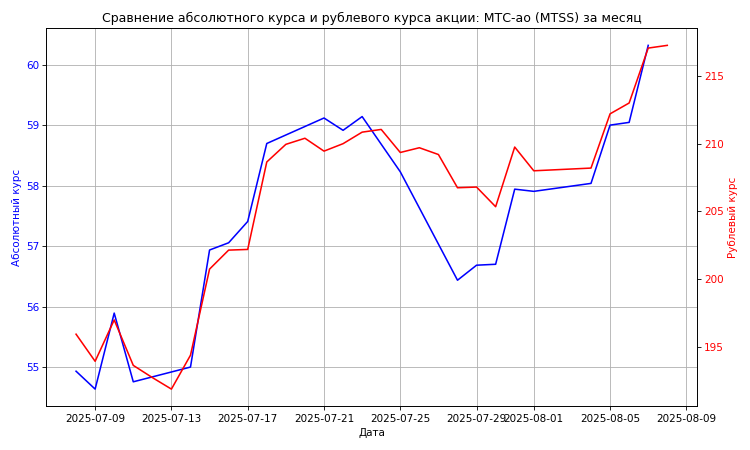 Сравнение абсолютного курса и рублевого курса акции: МТС-ао (MTSS) за месяц
60
59
58
57
56
55
Абсолютный курс
215
210
205
200
195
Рублевый курс
2025-07-09 2025-07-13 2025-07-17 2025-07-21 2025-07-25 2025-07-29 2025-08-01 2025-08-05 2025-08-09
Дата